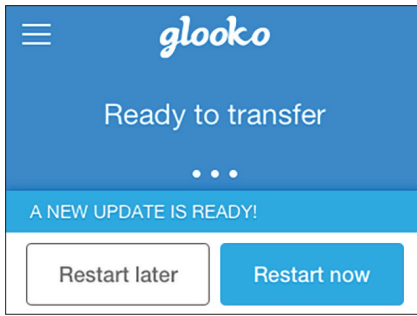 glooko
Ready to transfer
A NEW UPDATE IS READY!
Restart later
Restart now